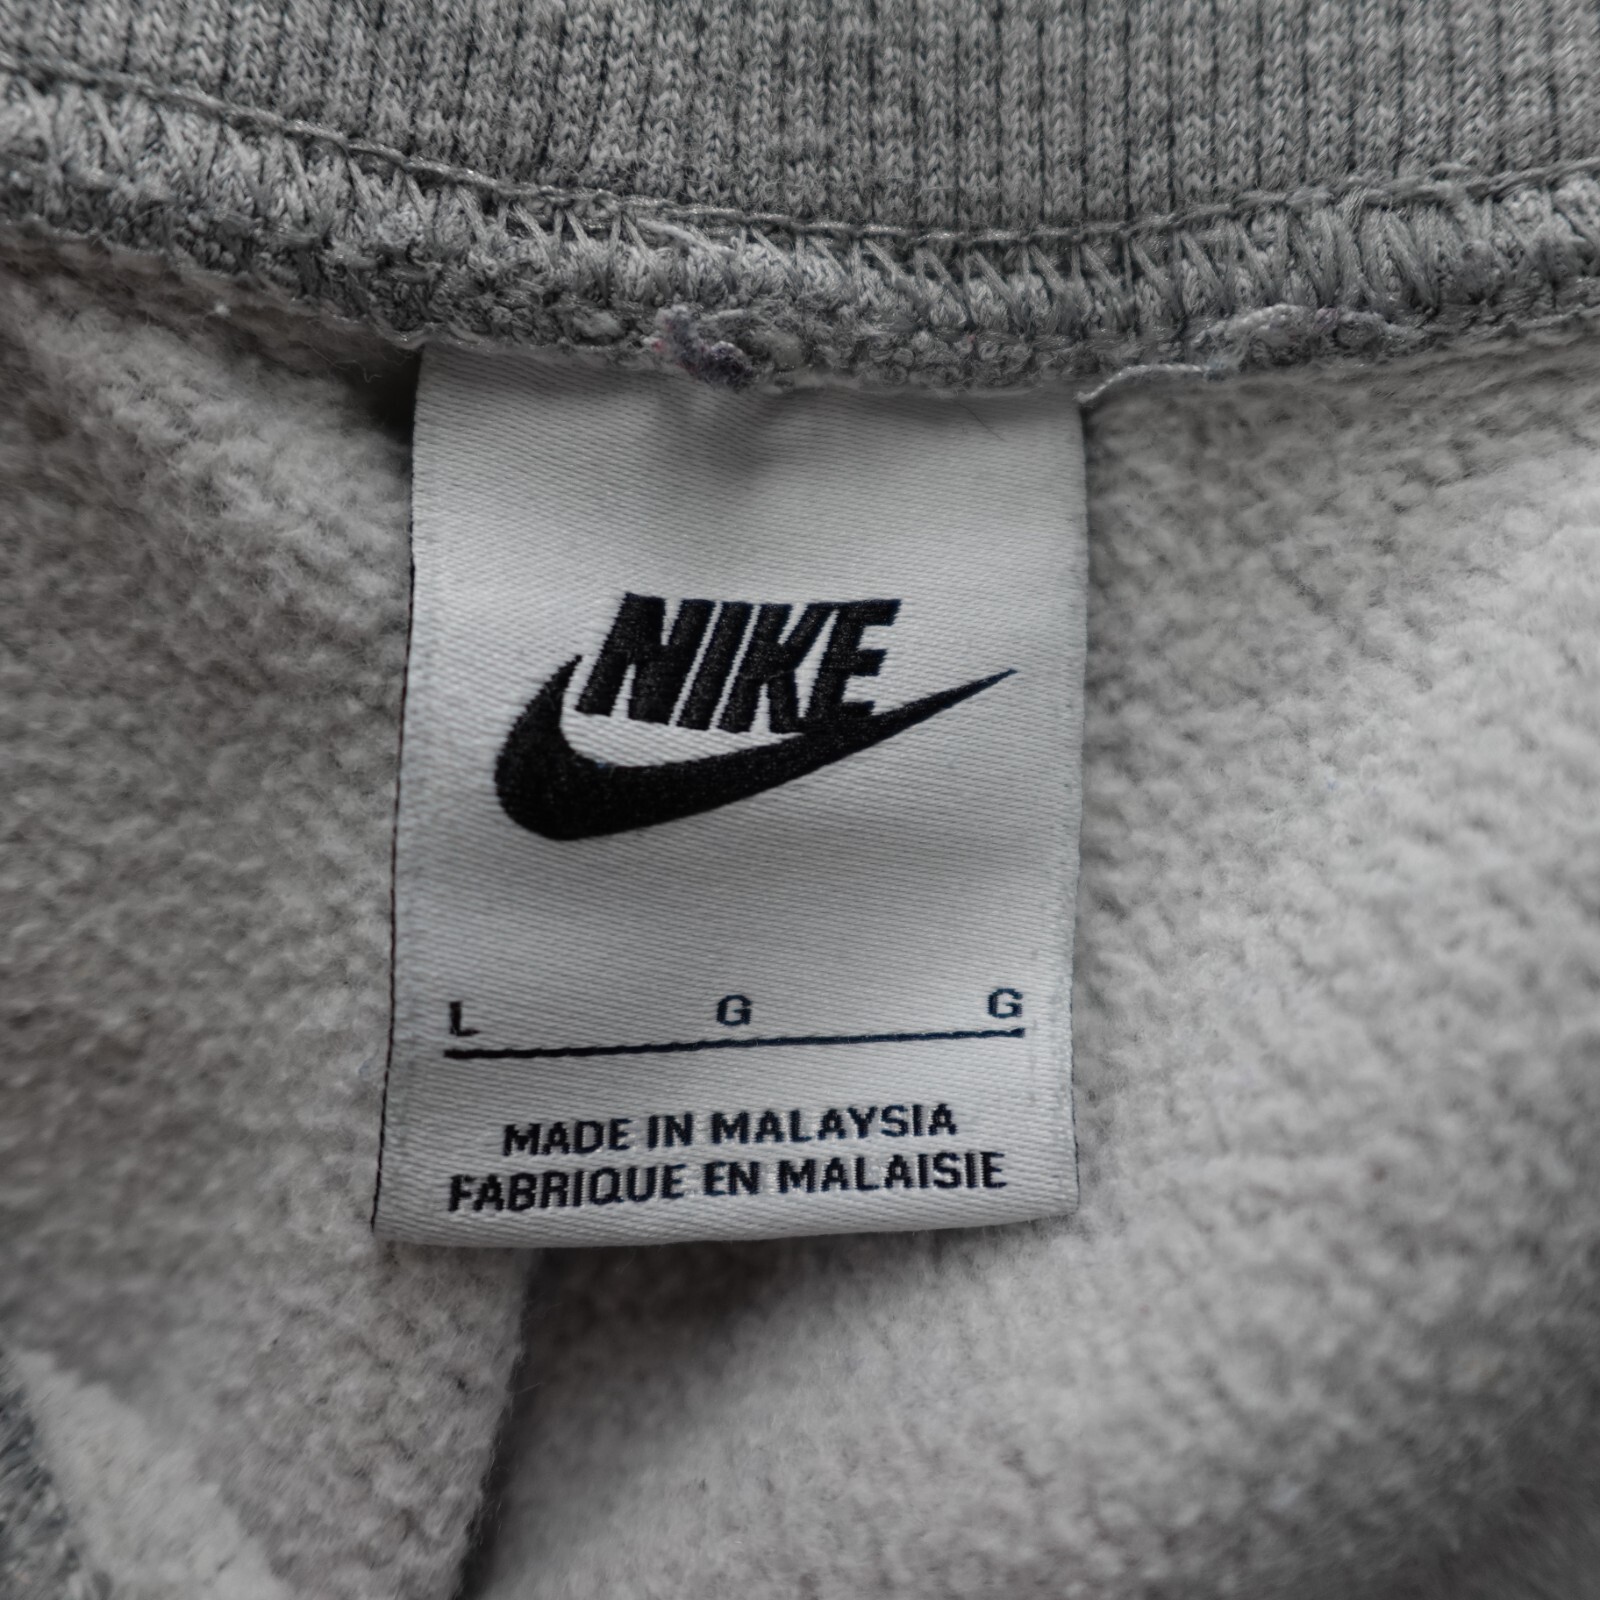 NIKE
L G G
MADE IN MALAYSIA
FABRIQUE EN MALAISIE